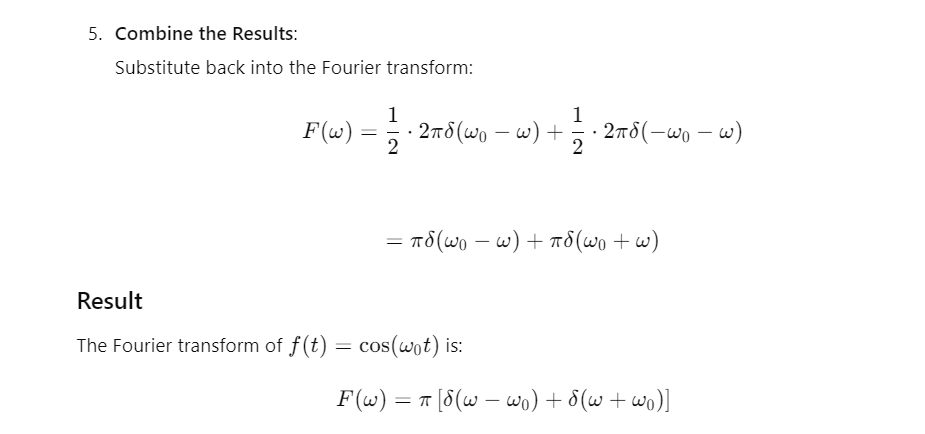 5. Combine the Results:
Substitute back into the Fourier transform:
F(ω) = 1/2 · 2πδ(ω₀ − ω) + 1/2 · 2πδ(−ω₀ − ω)
= πδ(ω₀ − ω) + πδ(ω₀ + ω)
Result
The Fourier transform of f(t) = cos(ω₀t) is:
F(ω) = π [δ(ω − ω₀) + δ(ω + ω₀)]